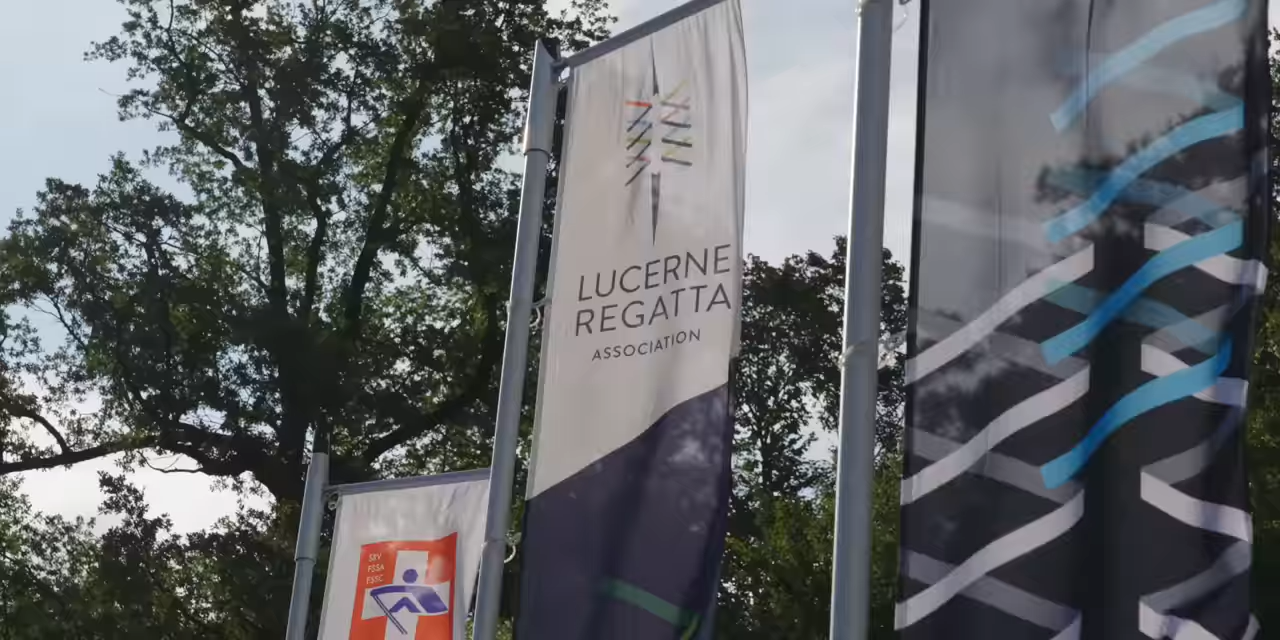 LUCERNE
REGATTA
ASSOCIATION
SRV
FSSA
FSSC